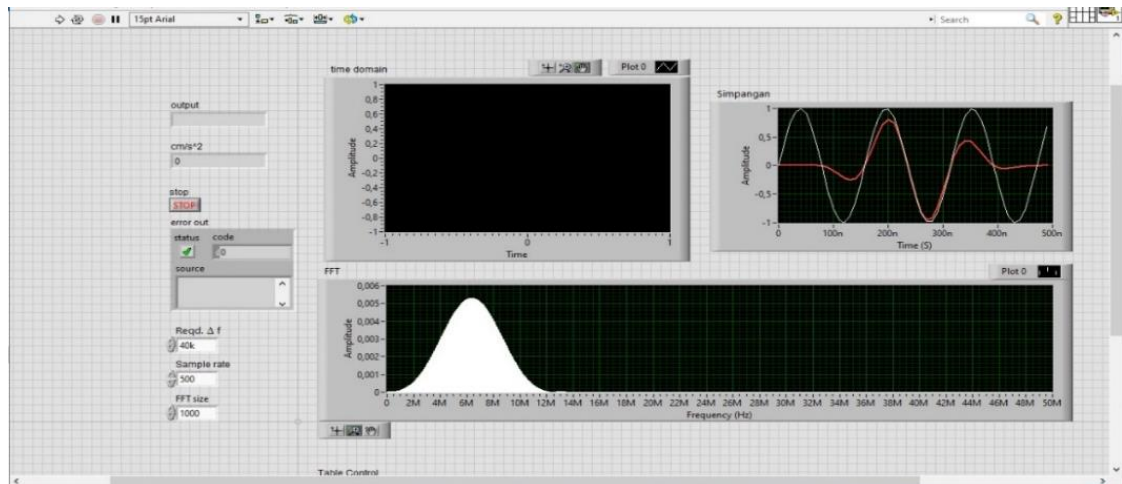 15pt Arial
Search
time domain
Plot 0
Amplitude
1
0,8
0,6
0,4
0,2
0
-0,2
-0,4
-0,6
-0,8
-1
-1
0
1
Time
output
cm/s^2
0
stop
STOP
error out
status
code
0
source
Reqd. Δ f
40k
Sample rate
500
FFT size
1000
Simpangan
Amplitude
1
0,5
0
-0,5
-1
0
100n
200n
300n
400n
500n
Time (S)
FFT
Plot 0
Amplitude
0,006
0,005
0,004
0,003
0,002
0,001
0
0 2M 4M 6M 8M 10M 12M 14M 16M 18M 20M 22M 24M 26M 28M 30M 32M 34M 36M 38M 40M 42M 44M 46M 48M 50M
Frequency (Hz)
Table Control